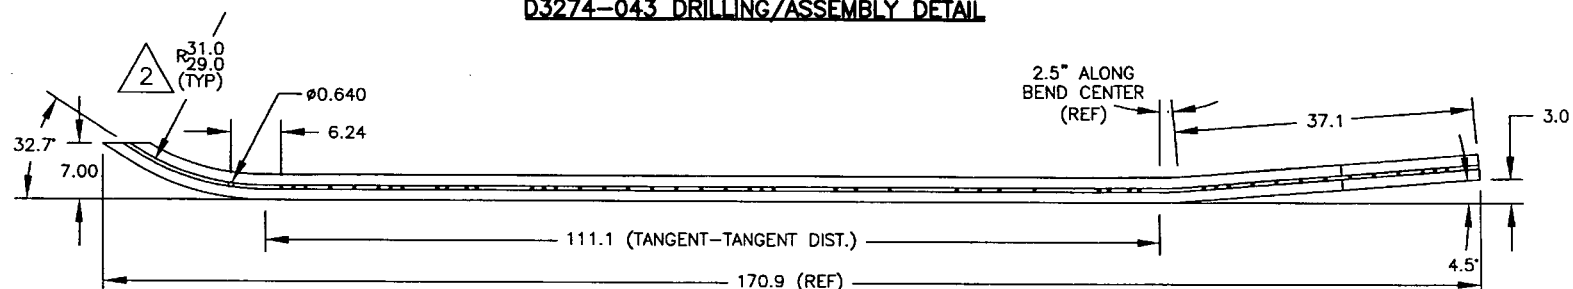 D3274-043 DRILLING/ASSEMBLY DETAIL
2
R31.0
29.0
(TYP)
ø0.640
6.24
32.7°
7.00
2.5" ALONG
BEND CENTER
(REF)
37.1
3.0
111.1 (TANGENT-TANGENT DIST.)
4.5°
170.9 (REF)